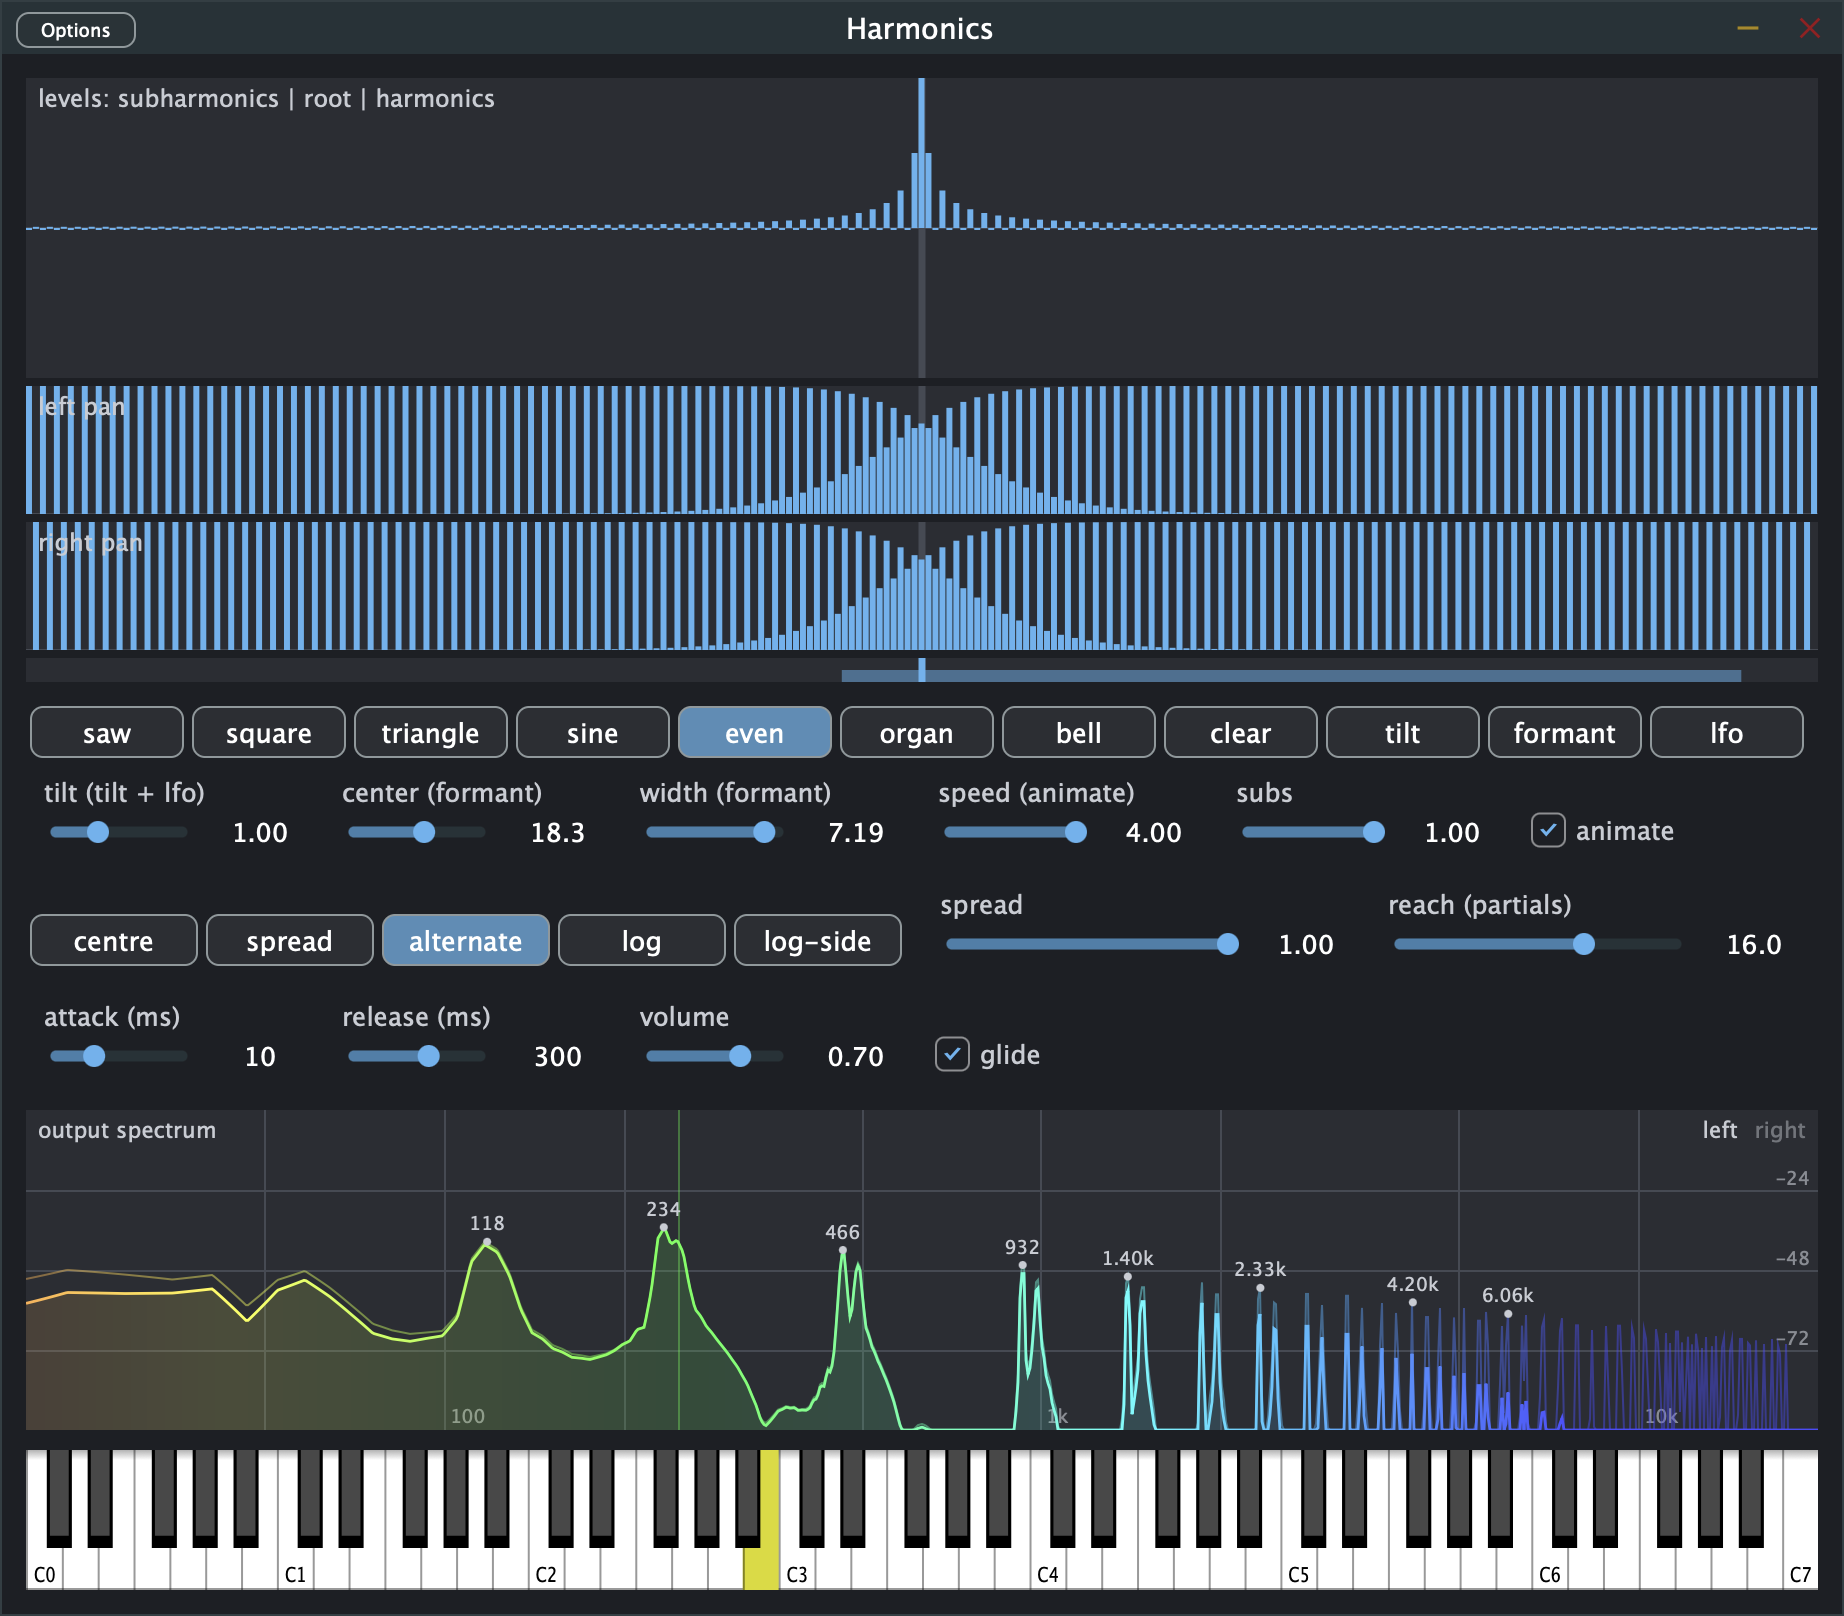 Options
Harmonics
levels: subharmonics | root | harmonics
left pan
right pan
saw square triangle sine even organ bell clear tilt formant lfo
tilt (tilt + lfo) center (formant) width (formant) speed (animate) subs
1.00 18.3 7.19 4.00 1.00 animate
spread reach (partials)
centre spread alternate log log-side 1.00 16.0
attack (ms) release (ms) volume
10 300 0.70 glide
output spectrum left right
-24
234
118
466
932
-48
1.40k
2.33k
4.20k
6.06k
-72
100 1k 10k
C0 C1 C2 C3 C4 C5 C6 C7